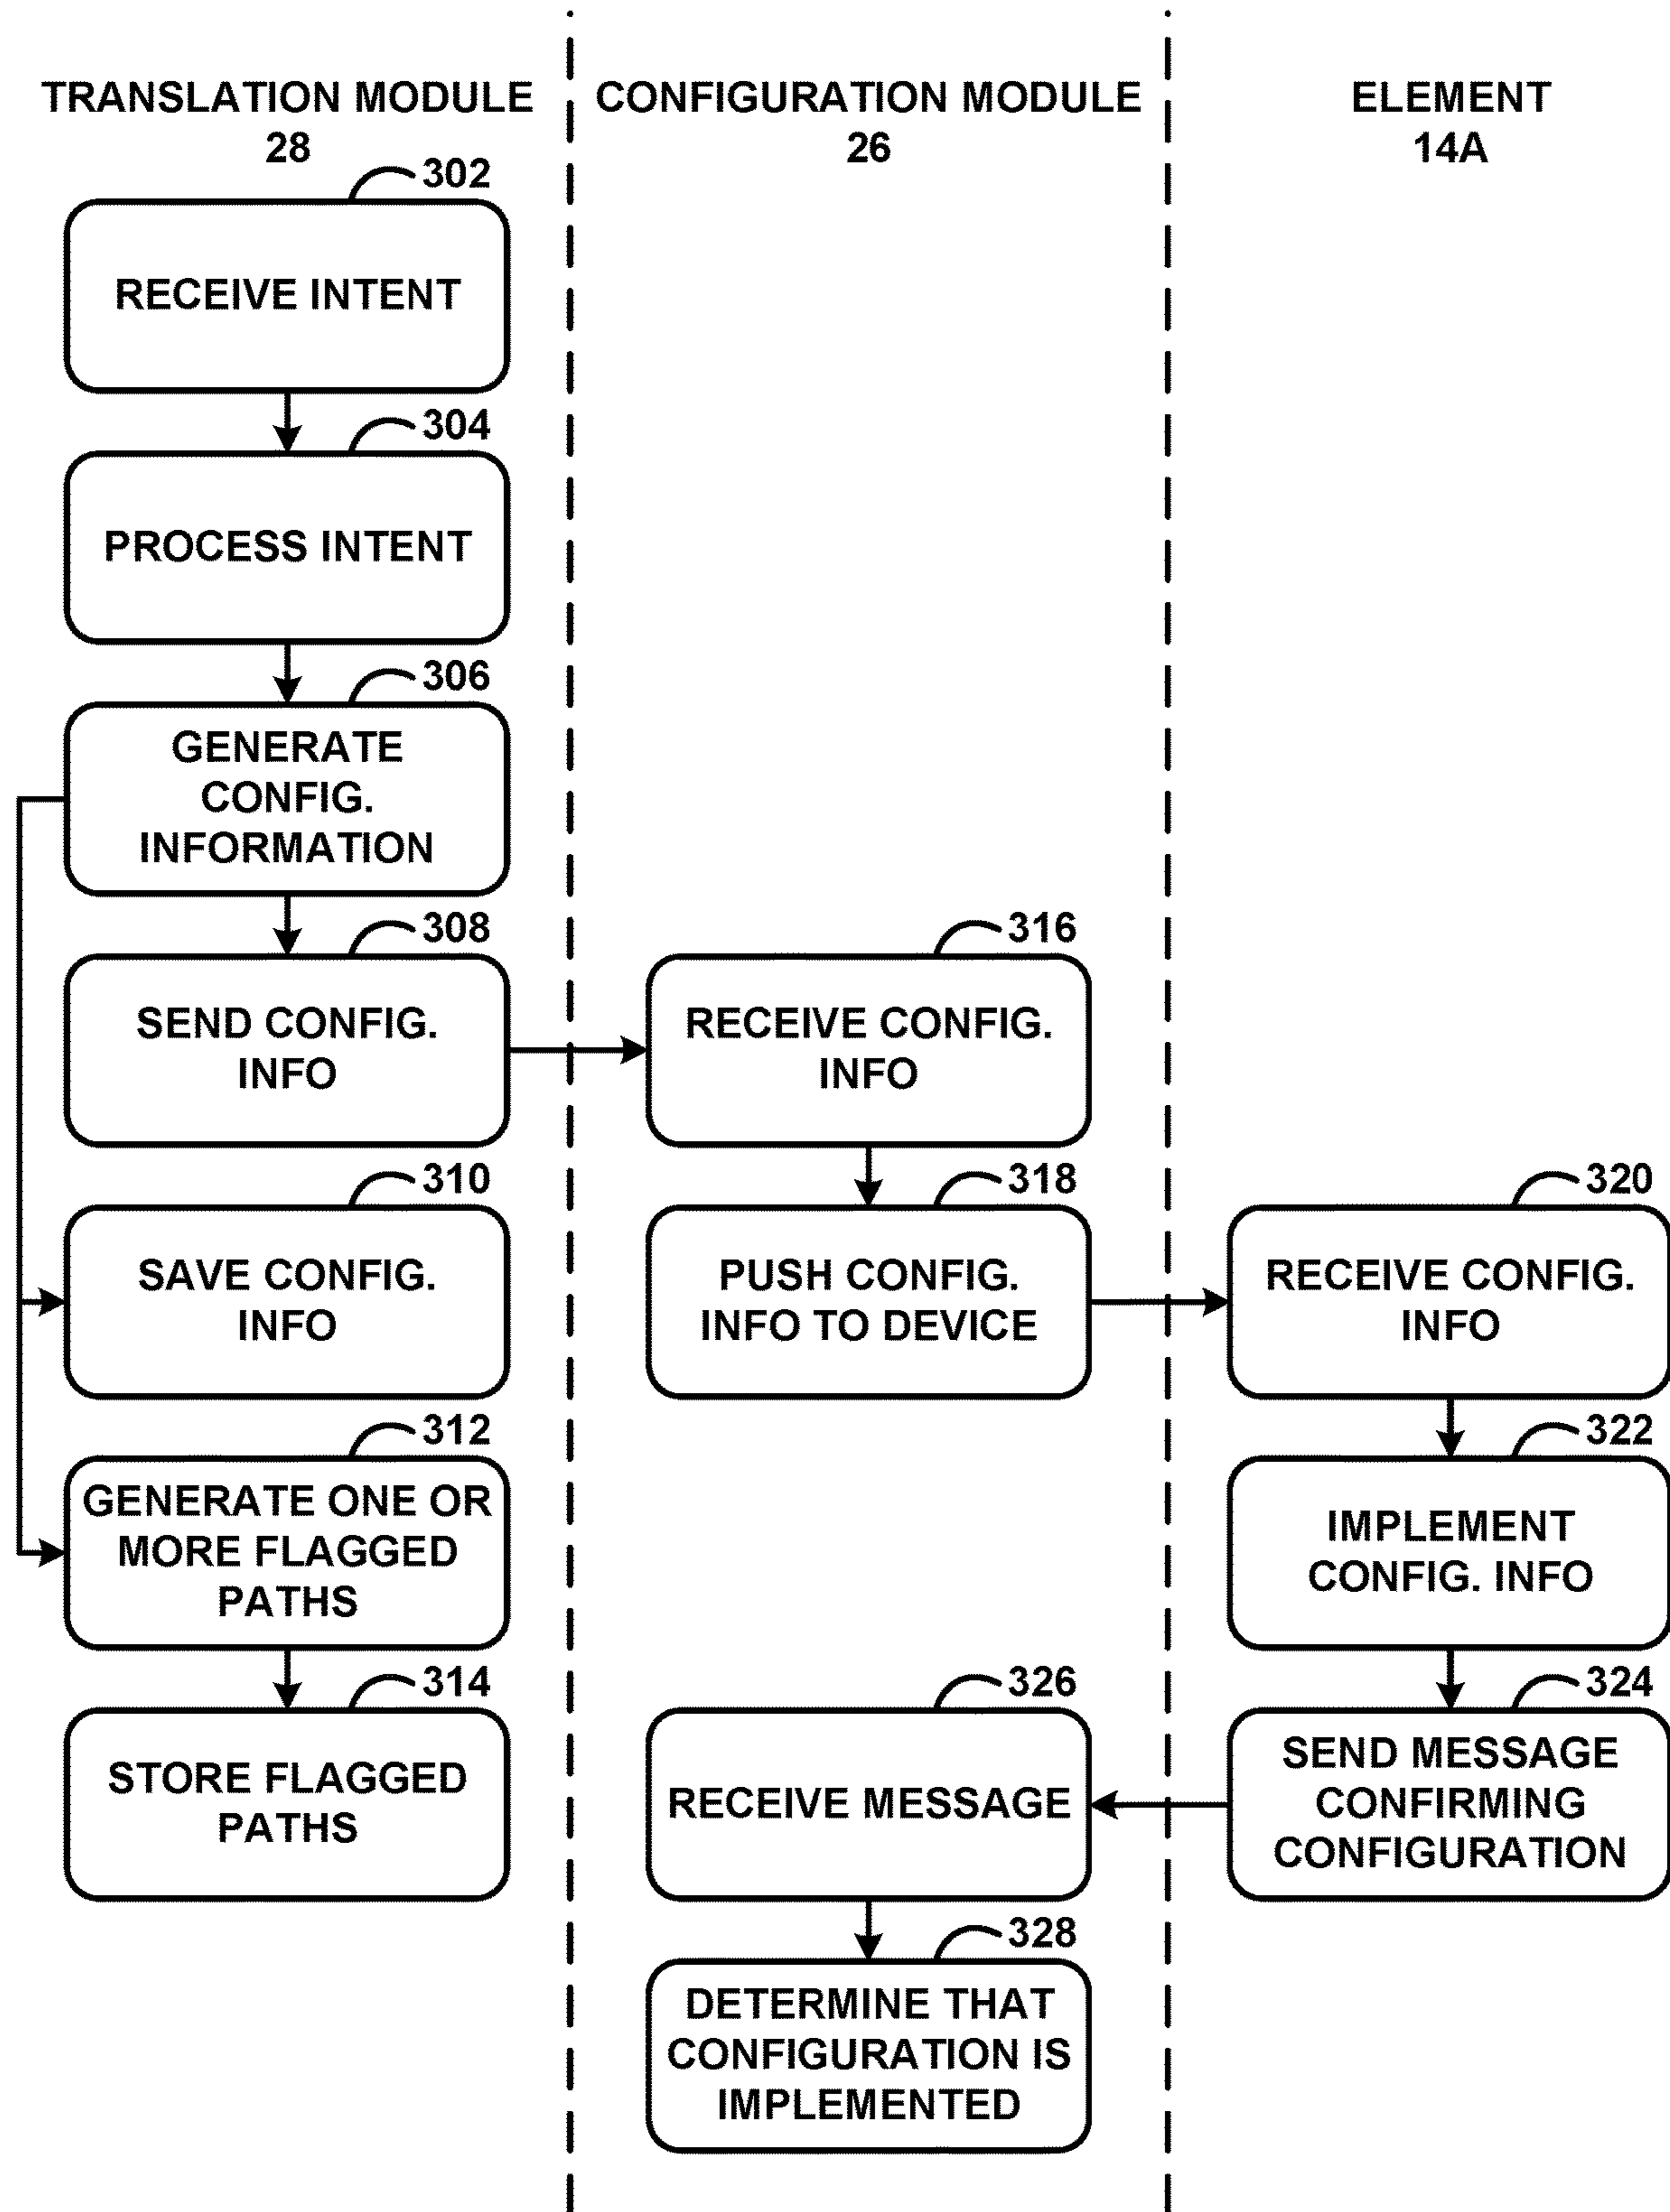 TRANSLATION MODULE
28
302
RECEIVE INTENT
304
PROCESS INTENT
306
GENERATE
CONFIG.
INFORMATION
308
SEND CONFIG.
INFO
310
SAVE CONFIG.
INFO
312
GENERATE ONE OR
MORE FLAGGED
PATHS
314
STORE FLAGGED
PATHS
CONFIGURATION MODULE
26
316
RECEIVE CONFIG.
INFO
318
PUSH CONFIG.
INFO TO DEVICE
326
RECEIVE MESSAGE
328
DETERMINE THAT
CONFIGURATION IS
IMPLEMENTED
ELEMENT
14A
320
RECEIVE CONFIG.
INFO
322
IMPLEMENT
CONFIG. INFO
324
SEND MESSAGE
CONFIRMING
CONFIGURATION